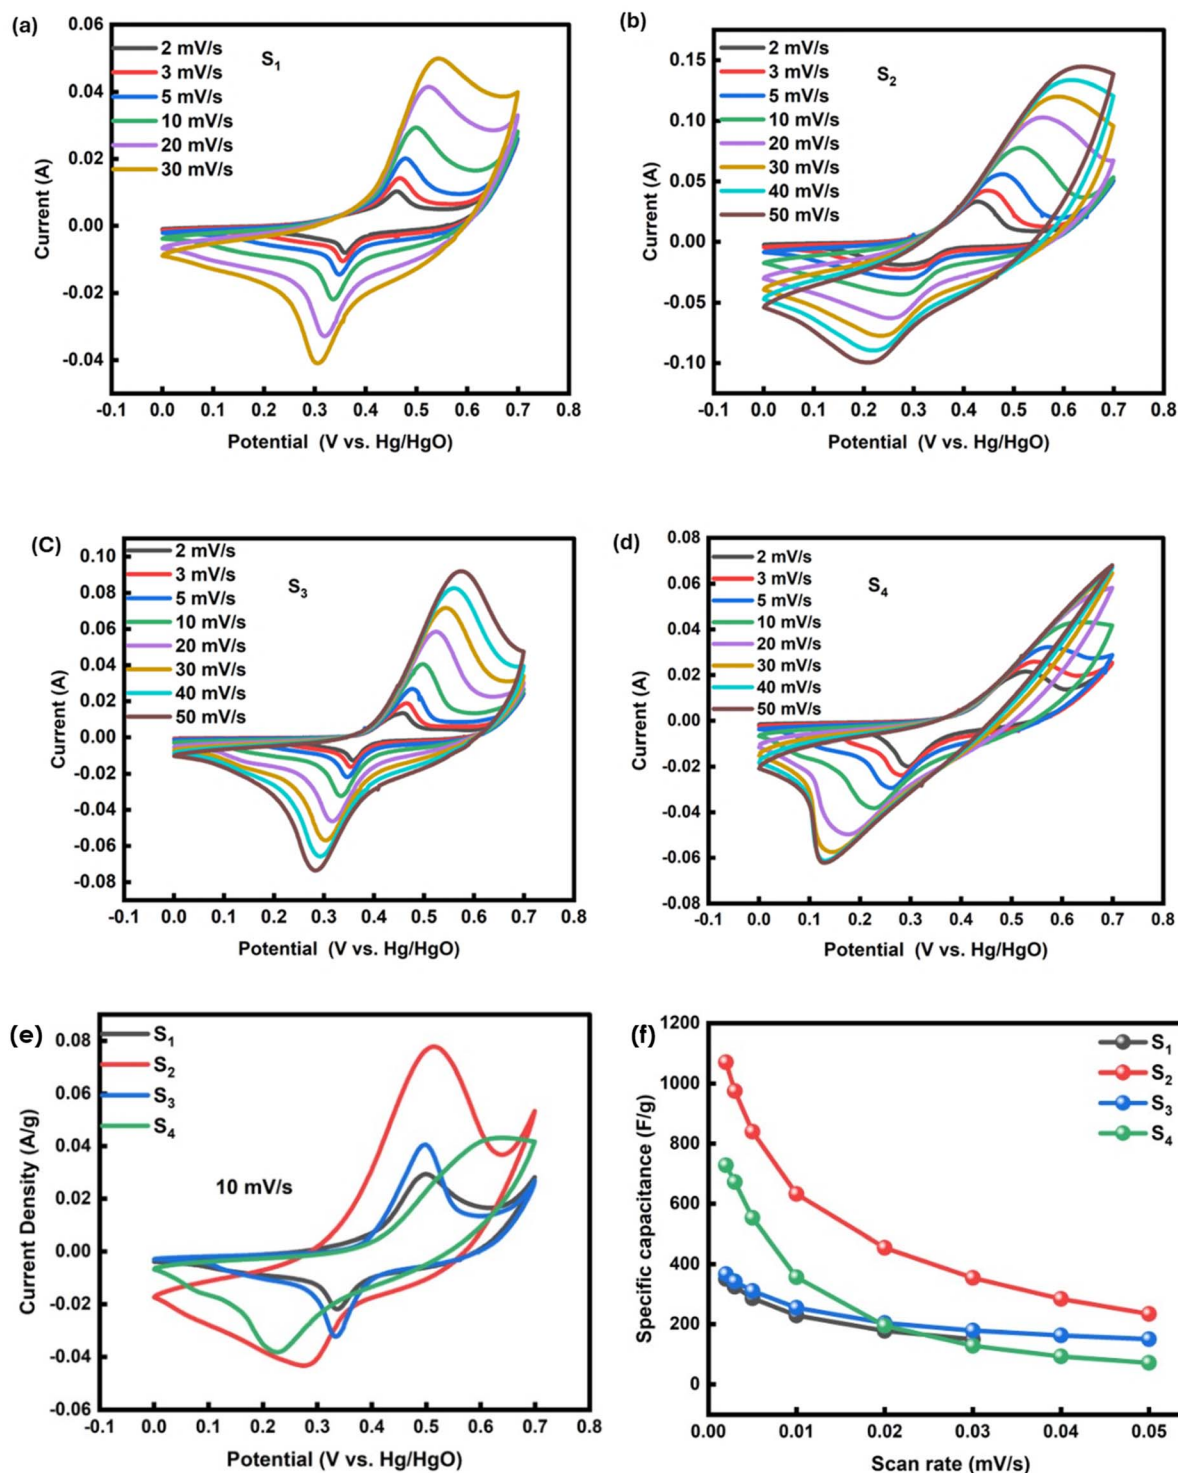 (a)
S1
2 mV/s
3 mV/s
5 mV/s
10 mV/s
20 mV/s
30 mV/s
0.06
0.04
0.02
0.00
-0.02
-0.04
Current (A)
-0.1 0.0 0.1 0.2 0.3 0.4 0.5 0.6 0.7 0.8
Potential (V vs. Hg/HgO)
(b)
S2
2 mV/s
3 mV/s
5 mV/s
10 mV/s
20 mV/s
30 mV/s
40 mV/s
50 mV/s
0.15
0.10
0.05
0.00
-0.05
-0.10
Current (A)
-0.1 0.0 0.1 0.2 0.3 0.4 0.5 0.6 0.7 0.8
Potential (V vs. Hg/HgO)
(C)
S3
2 mV/s
3 mV/s
5 mV/s
10 mV/s
20 mV/s
30 mV/s
40 mV/s
50 mV/s
0.10
0.08
0.06
0.04
0.02
0.00
-0.02
-0.04
-0.06
-0.08
Current (A)
-0.1 0.0 0.1 0.2 0.3 0.4 0.5 0.6 0.7 0.8
Potential (V vs. Hg/HgO)
(d)
S4
2 mV/s
3 mV/s
5 mV/s
10 mV/s
20 mV/s
30 mV/s
40 mV/s
50 mV/s
0.08
0.06
0.04
0.02
0.00
-0.02
-0.04
-0.06
-0.08
Current (A)
-0.1 0.0 0.1 0.2 0.3 0.4 0.5 0.6 0.7 0.8
Potential (V vs. Hg/HgO)
(e)
S1
S2
S3
S4
10 mV/s
0.08
0.06
0.04
0.02
0.00
-0.02
-0.04
-0.06
Current Density (A/g)
-0.1 0.0 0.1 0.2 0.3 0.4 0.5 0.6 0.7 0.8
Potential (V vs. Hg/HgO)
(f)
S1
S2
S3
S4
1200
1000
800
600
400
200
0
Specific capacitance (F/g)
0.00 0.01 0.02 0.03 0.04 0.05
Scan rate (mV/s)